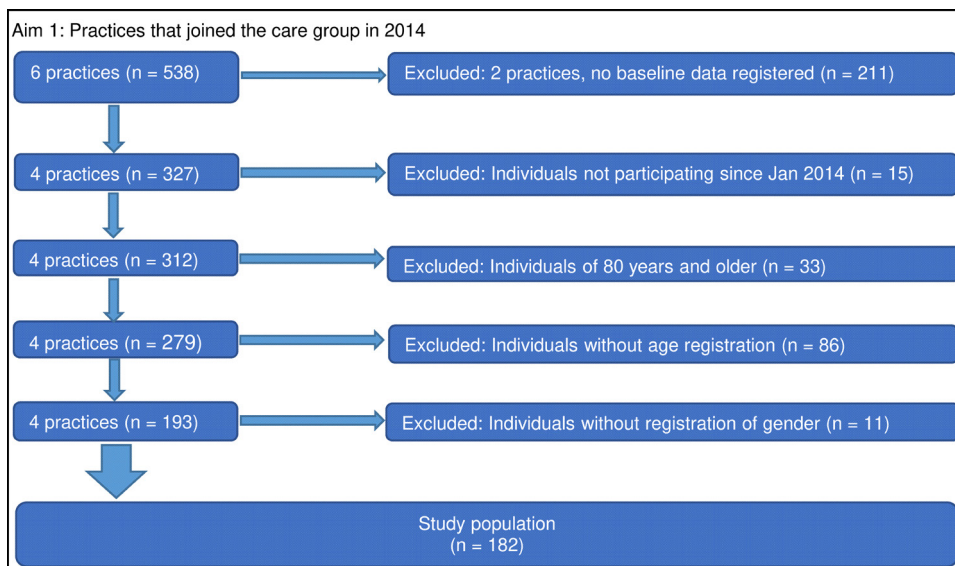 Aim 1: Practices that joined the care group in 2014
6 practices (n = 538)
Excluded: 2 practices, no baseline data registered (n = 211)
4 practices (n = 327)
Excluded: Individuals not participating since Jan 2014 (n = 15)
4 practices (n = 312)
Excluded: Individuals of 80 years and older (n = 33)
4 practices (n = 279)
Excluded: Individuals without age registration (n = 86)
4 practices (n = 193)
Excluded: Individuals without registration of gender (n = 11)
Study population
(n = 182)